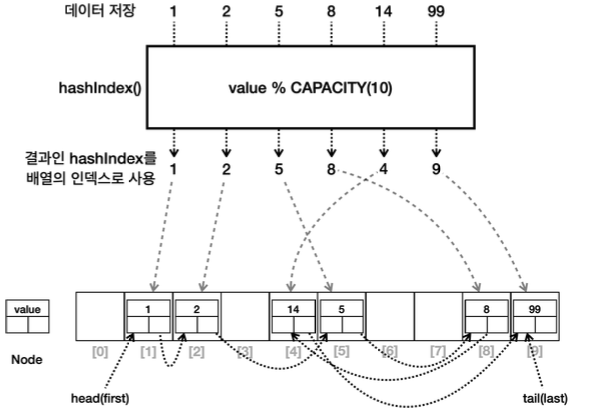 데이터 저장 1 2 5 8 14 99
hashIndex() value % CAPACITY(10)
결과인 hashIndex를
배열의 인덱스로 사용
1 2 5 8 4 9
value 1 2 14 5 8 99
Node [0] [1] [2] [3] [4] [5] [6] [7] [8] [9]
head(first) tail(last)